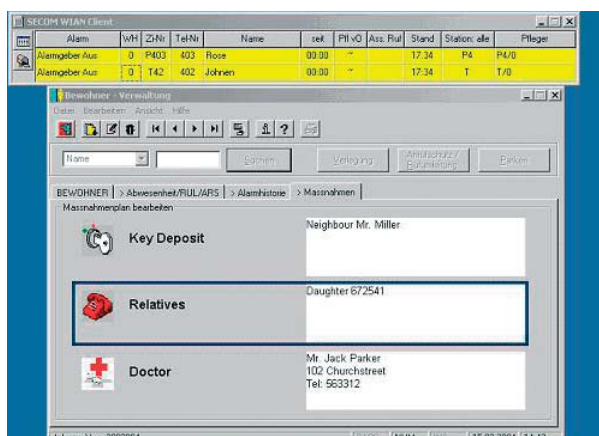 SECOM WIAN Client
Alarm WH Zi-Nr Tel-Nr Name seit Pfl vO Ass. Ruf Stand Station: alle Pfleger
Alarmgeber Aus 0 P403 403 Rose 00:00 ~ 17:34 P4 P4/0
Alarmgeber Aus 0 T42 402 Johnen 00:00 ~ 17:34 T T/0
Bewohner - Verwaltung
Datei Bearbeiten Ansicht Hilfe
Name Suchen Verlegung Anrufschutz / Rufumleitung Parken
BEWOHNER > Abwesenheit/RUL/ARS > Alarmhistorie > Massnahmen
Massnahmenplan bearbeiten
Key Deposit
Neighbour Mr. Miller
Relatives
Daughter 672541
Doctor
Mr. Jack Parker
102 Churchstreet
Tel: 563312